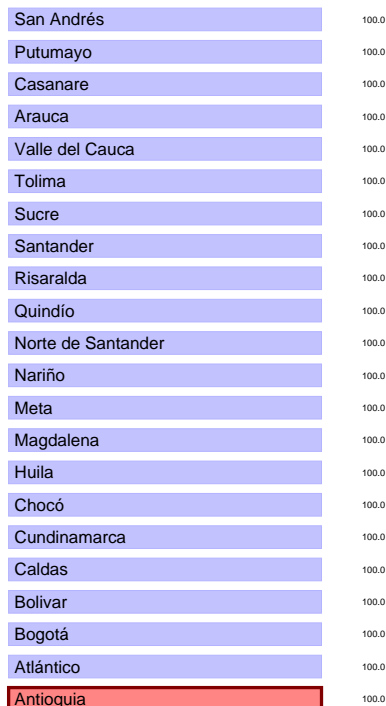 San Andrés 100.0
Putumayo 100.0
Casanare 100.0
Arauca 100.0
Valle del Cauca 100.0
Tolima 100.0
Sucre 100.0
Santander 100.0
Risaralda 100.0
Quindío 100.0
Norte de Santander 100.0
Nariño 100.0
Meta 100.0
Magdalena 100.0
Huila 100.0
Chocó 100.0
Cundinamarca 100.0
Caldas 100.0
Bolivar 100.0
Bogotá 100.0
Atlántico 100.0
Antioquia 100.0